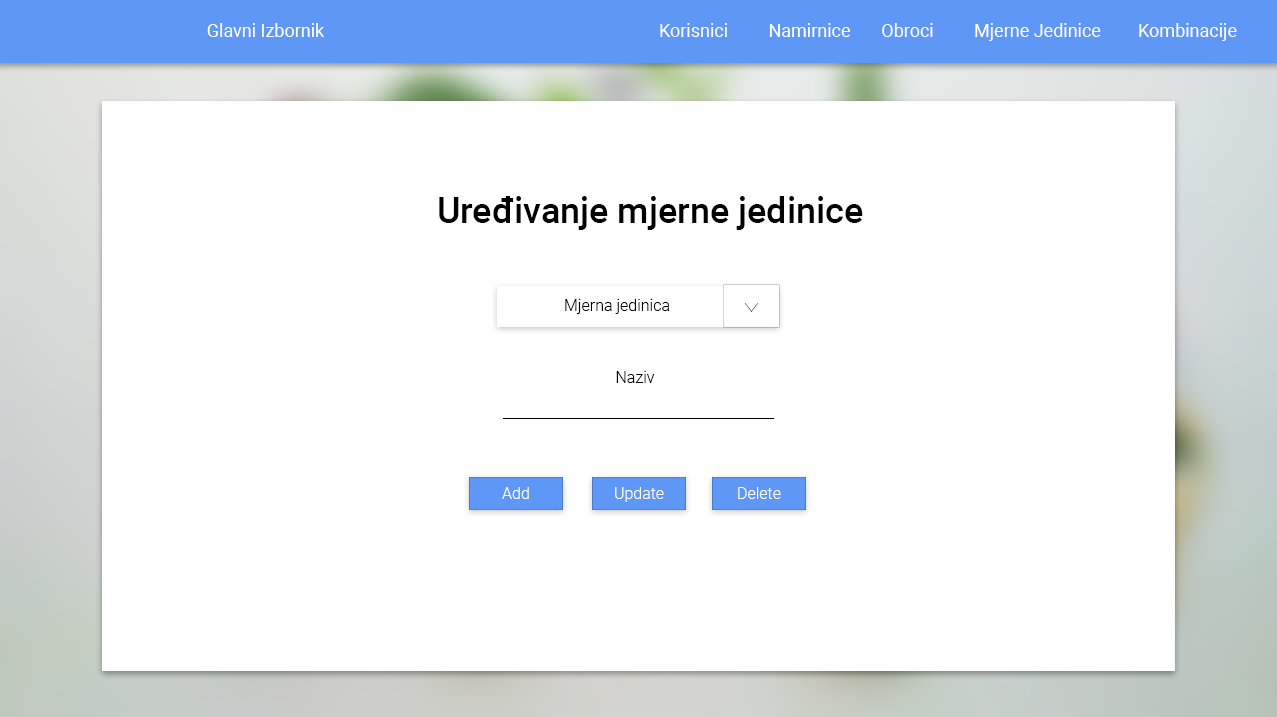 Glavni Izbornik Korisnici Namirnice Obroci Mjerne Jedinice Kombinacije
Uređivanje mjerne jedinice
Mjerna jedinica
Naziv
Add Update Delete